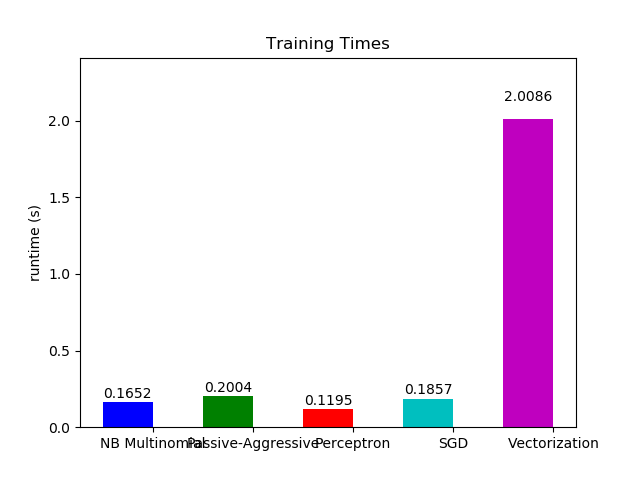 Training Times
2.0086
2.0
1.5
runtime (s)
1.0
0.5
0.1652 0.2004 0.1195 0.1857
0.0
NB Multinomial Passive-Aggressive Perceptron SGD Vectorization